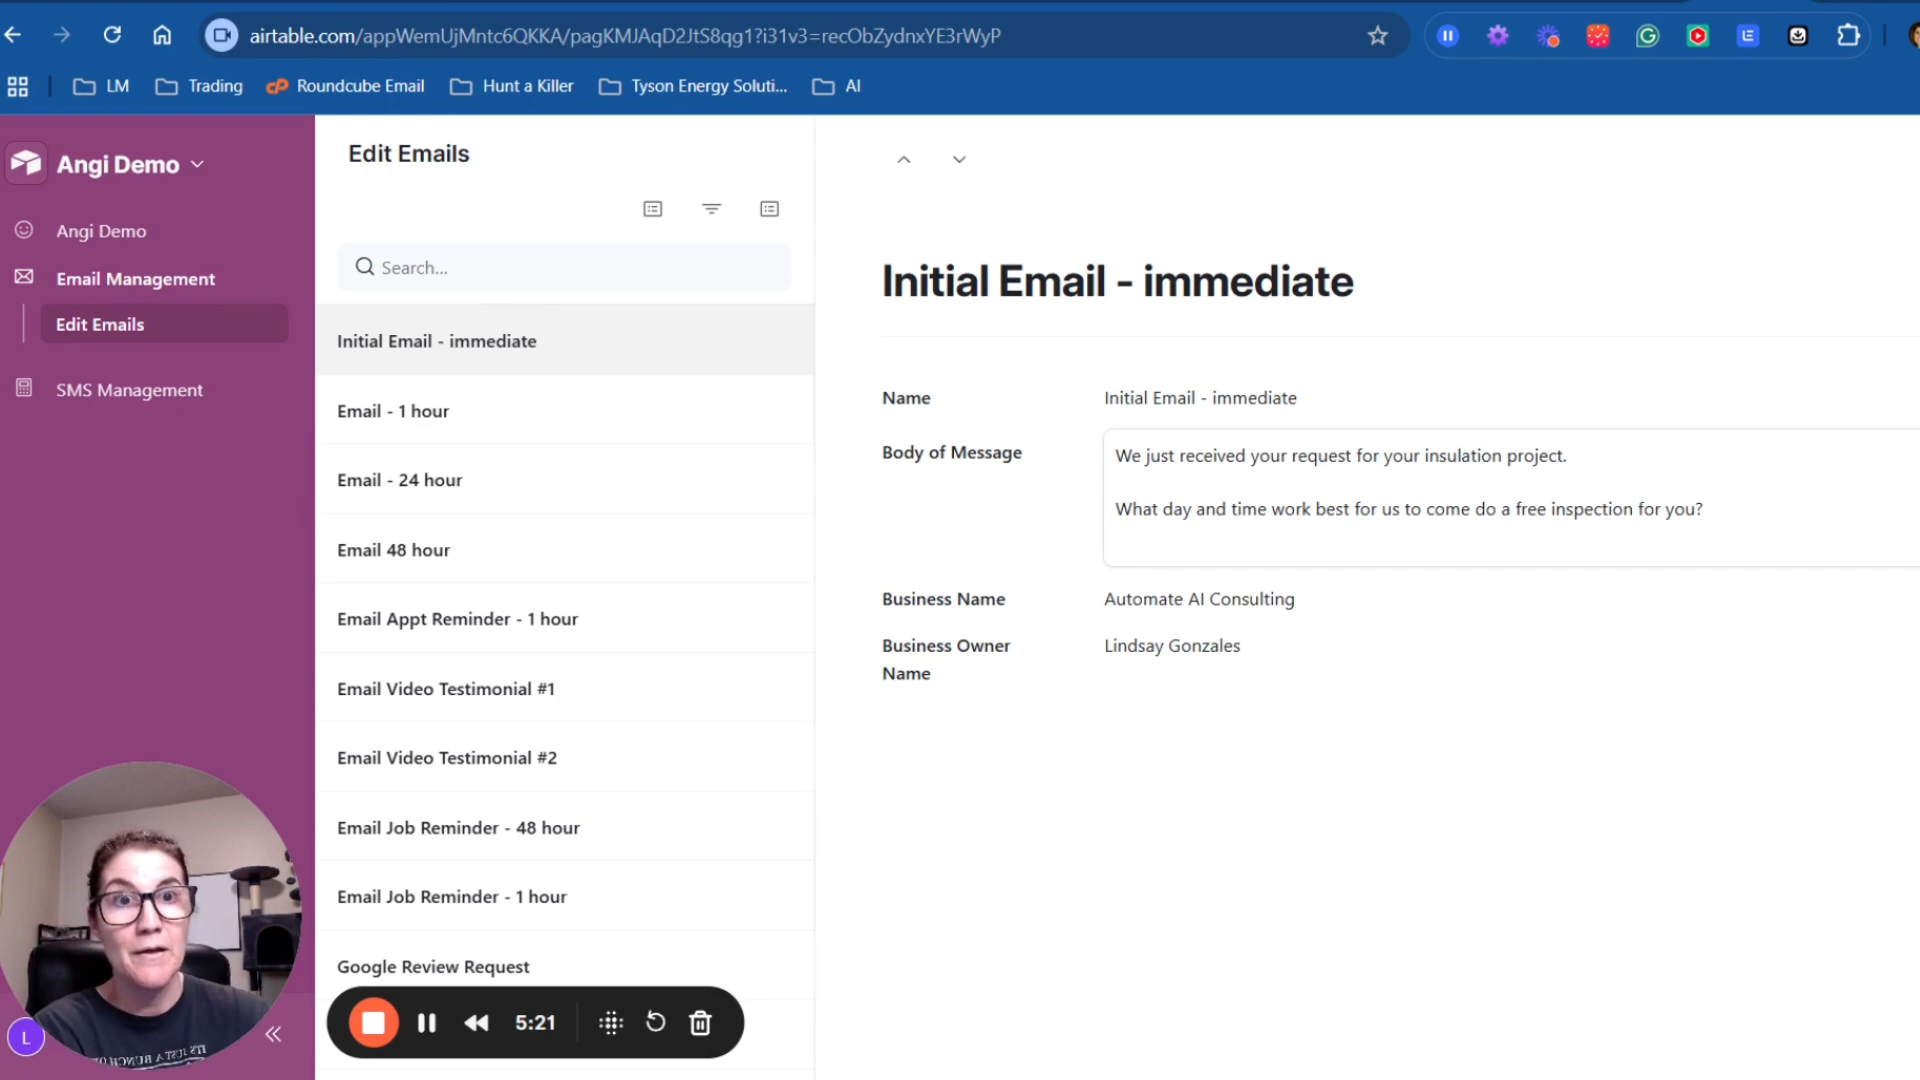 airtable.com/appWemUjMntc6QKKA/pagKMJAqD2JtS8qg1?i31v3=recObZydnxYE3rWyP
LM
Trading
Roundcube Email
Hunt a Killer
Tyson Energy Soluti...
AI
Angi Demo
Angi Demo
Email Management
Edit Emails
SMS Management
L
Edit Emails
Search...
Initial Email - immediate
Email - 1 hour
Email - 24 hour
Email 48 hour
Email Appt Reminder - 1 hour
Email Video Testimonial #1
Email Video Testimonial #2
Email Job Reminder - 48 hour
Email Job Reminder - 1 hour
Google Review Request
5:21
Initial Email - immediate
Name
Initial Email - immediate
Body of Message
We just received your request for your insulation project.
What day and time work best for us to come do a free inspection for you?
Business Name
Automate AI Consulting
Business Owner
Name
Lindsay Gonzales